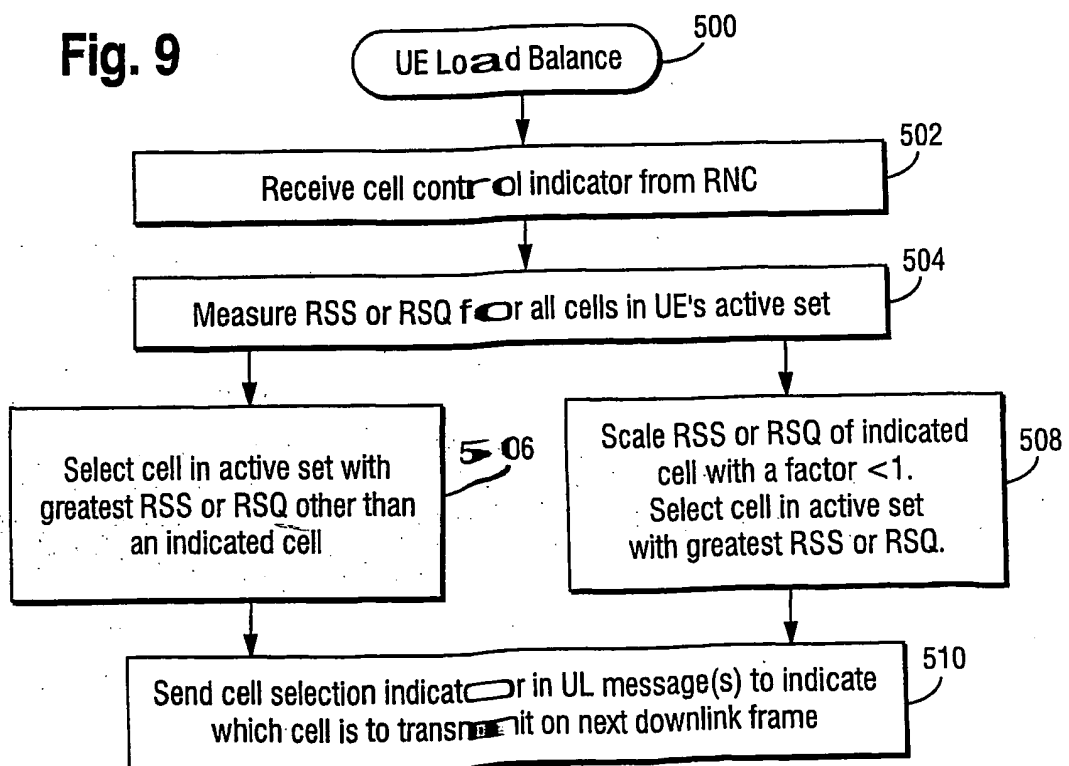 Fig. 9
500
UE Load Balance
502
Receive cell control indicator from RNC
504
Measure RSS or RSQ for all cells in UE's active set
506
Select cell in active set with
greatest RSS or RSQ other than
an indicated cell
508
Scale RSS or RSQ of indicated
cell with a factor <1.
Select cell in active set
with greatest RSS or RSQ.
510
Send cell selection indicator in UL message(s) to indicate
which cell is to transmit on next downlink frame